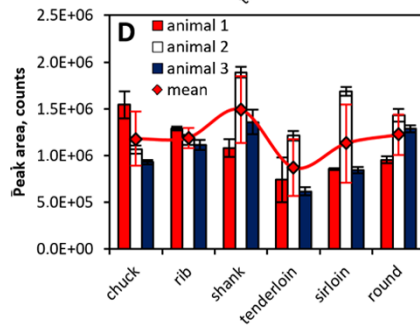 D
animal 1
animal 2
animal 3
mean
Peak area, counts
2.5E+06
2.0E+06
1.5E+06
1.0E+06
5.0E+05
0.0E+00
chuck
rib
shank
tenderloin
sirloin
round